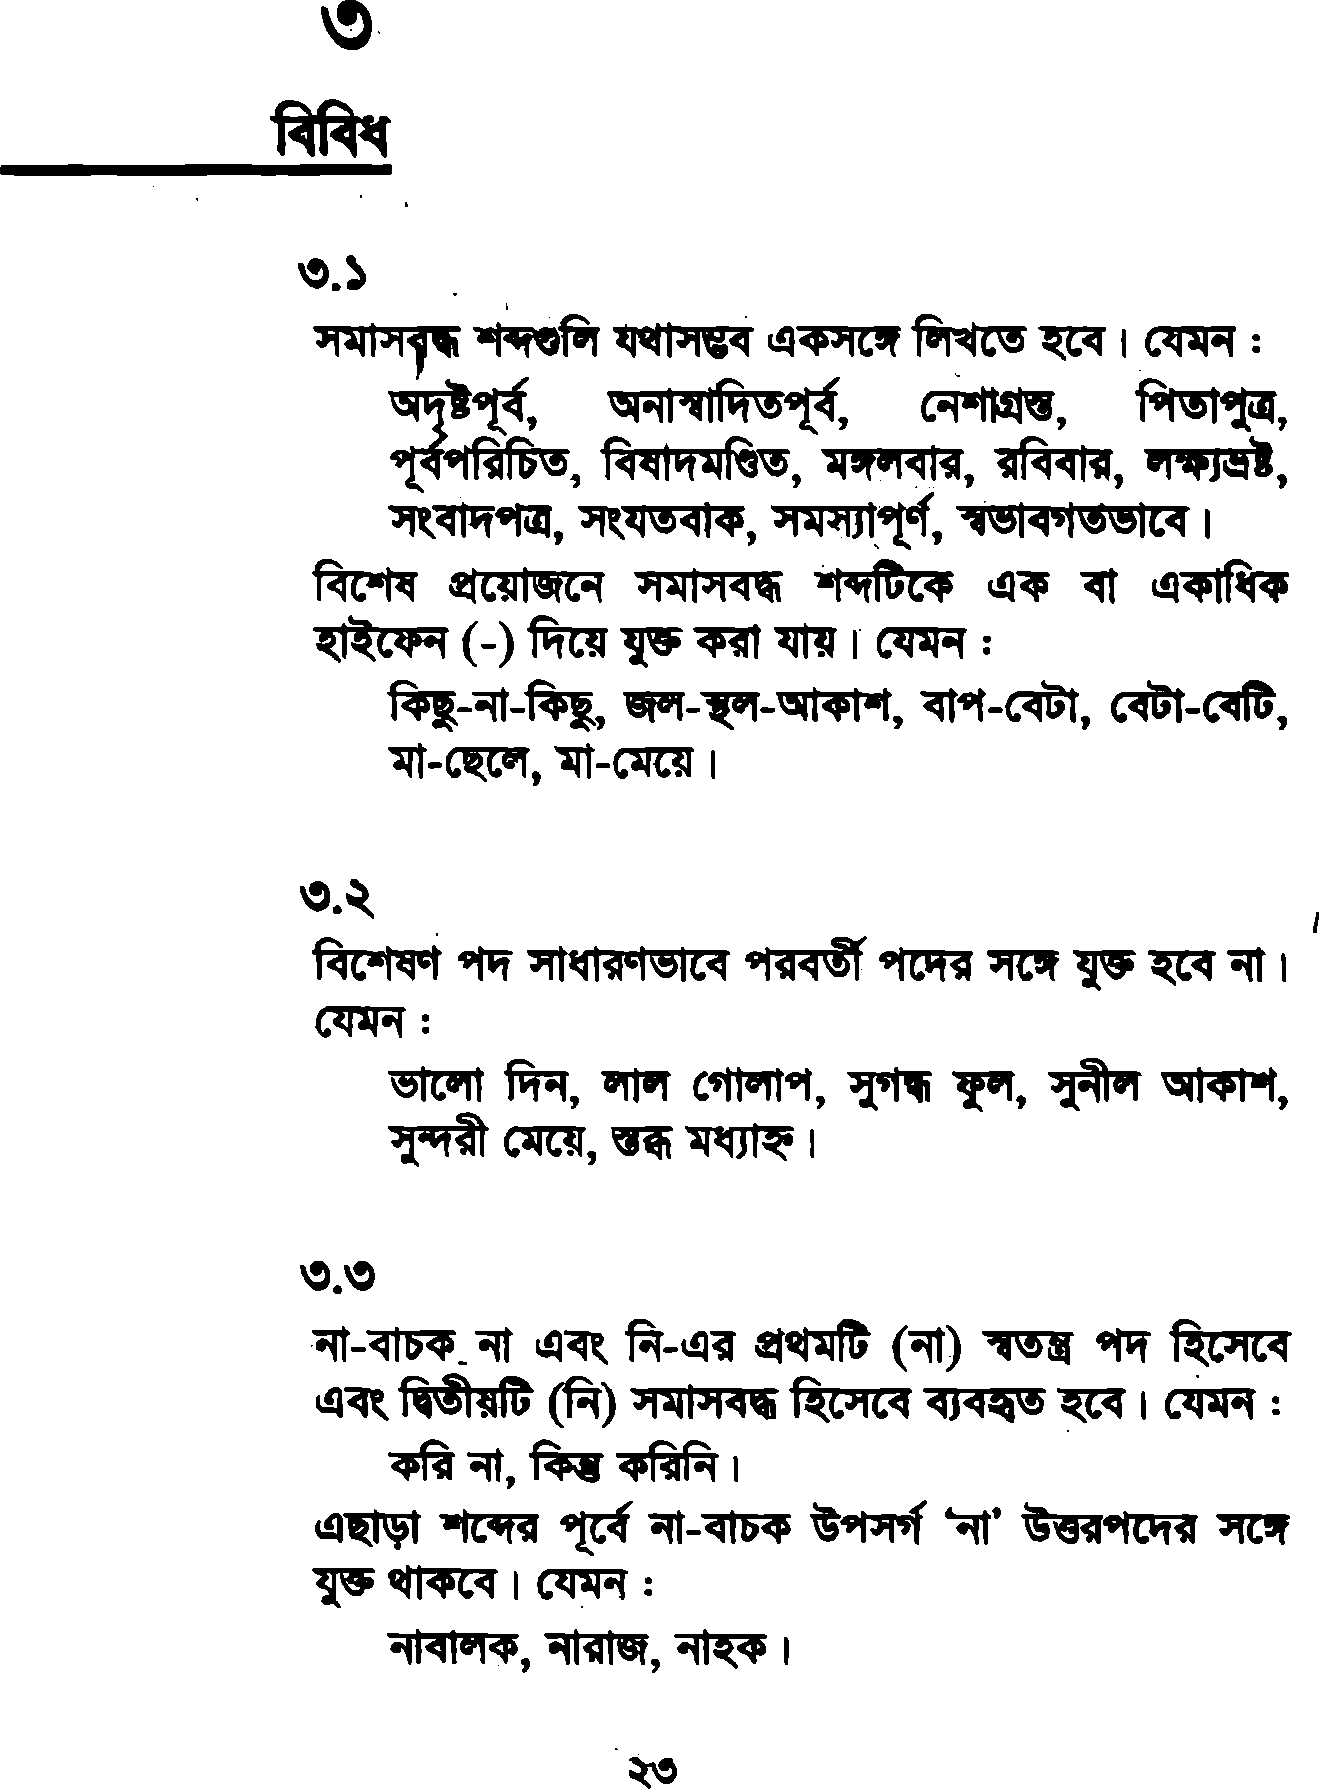 ৩
বিবিধ
৩.১
সমাসবদ্ধ শব্দগুলি যথাসম্ভব একসঙ্গে লিখতে হবে। যেমন :
অদৃষ্টপূর্ব, অনাস্বাদিতপূর্ব, নেশাগ্রস্ত, পিতাপুত্র,
পূর্বপরিচিত, বিষাদমণ্ডিত, মঙ্গলবার, রবিবার, লক্ষ্যভ্রষ্ট,
সংবাদপত্র, সংযতবাক, সমস্যাপূর্ণ, স্বভাবগতভাবে।
বিশেষ প্রয়োজনে সমাসবদ্ধ শব্দটিকে এক বা একাধিক
হাইফেন (-) দিয়ে যুক্ত করা যায়। যেমন :
কিছু-না-কিছু, জল-স্থল-আকাশ, বাপ-বেটা, বেটা-বেটি,
মা-ছেলে, মা-মেয়ে।
৩.২
বিশেষণ পদ সাধারণভাবে পরবর্তী পদের সঙ্গে যুক্ত হবে না।
যেমন :
ভালো দিন, লাল গোলাপ, সুগন্ধ ফুল, সুনীল আকাশ,
সুন্দরী মেয়ে, স্তব্ধ মধ্যাহ্ন।
৩.৩
না-বাচক না এবং নি-এর প্রথমটি (না) স্বতন্ত্র পদ হিসেবে
এবং দ্বিতীয়টি (নি) সমাসবদ্ধ হিসেবে ব্যবহৃত হবে। যেমন :
করি না, কিন্তু করিনি।
এছাড়া শব্দের পূর্বে না-বাচক উপসর্গ ‘না’ উত্তরপদের সঙ্গে
যুক্ত থাকবে। যেমন :
নাবালক, নারাজ, নাহক।
২৩